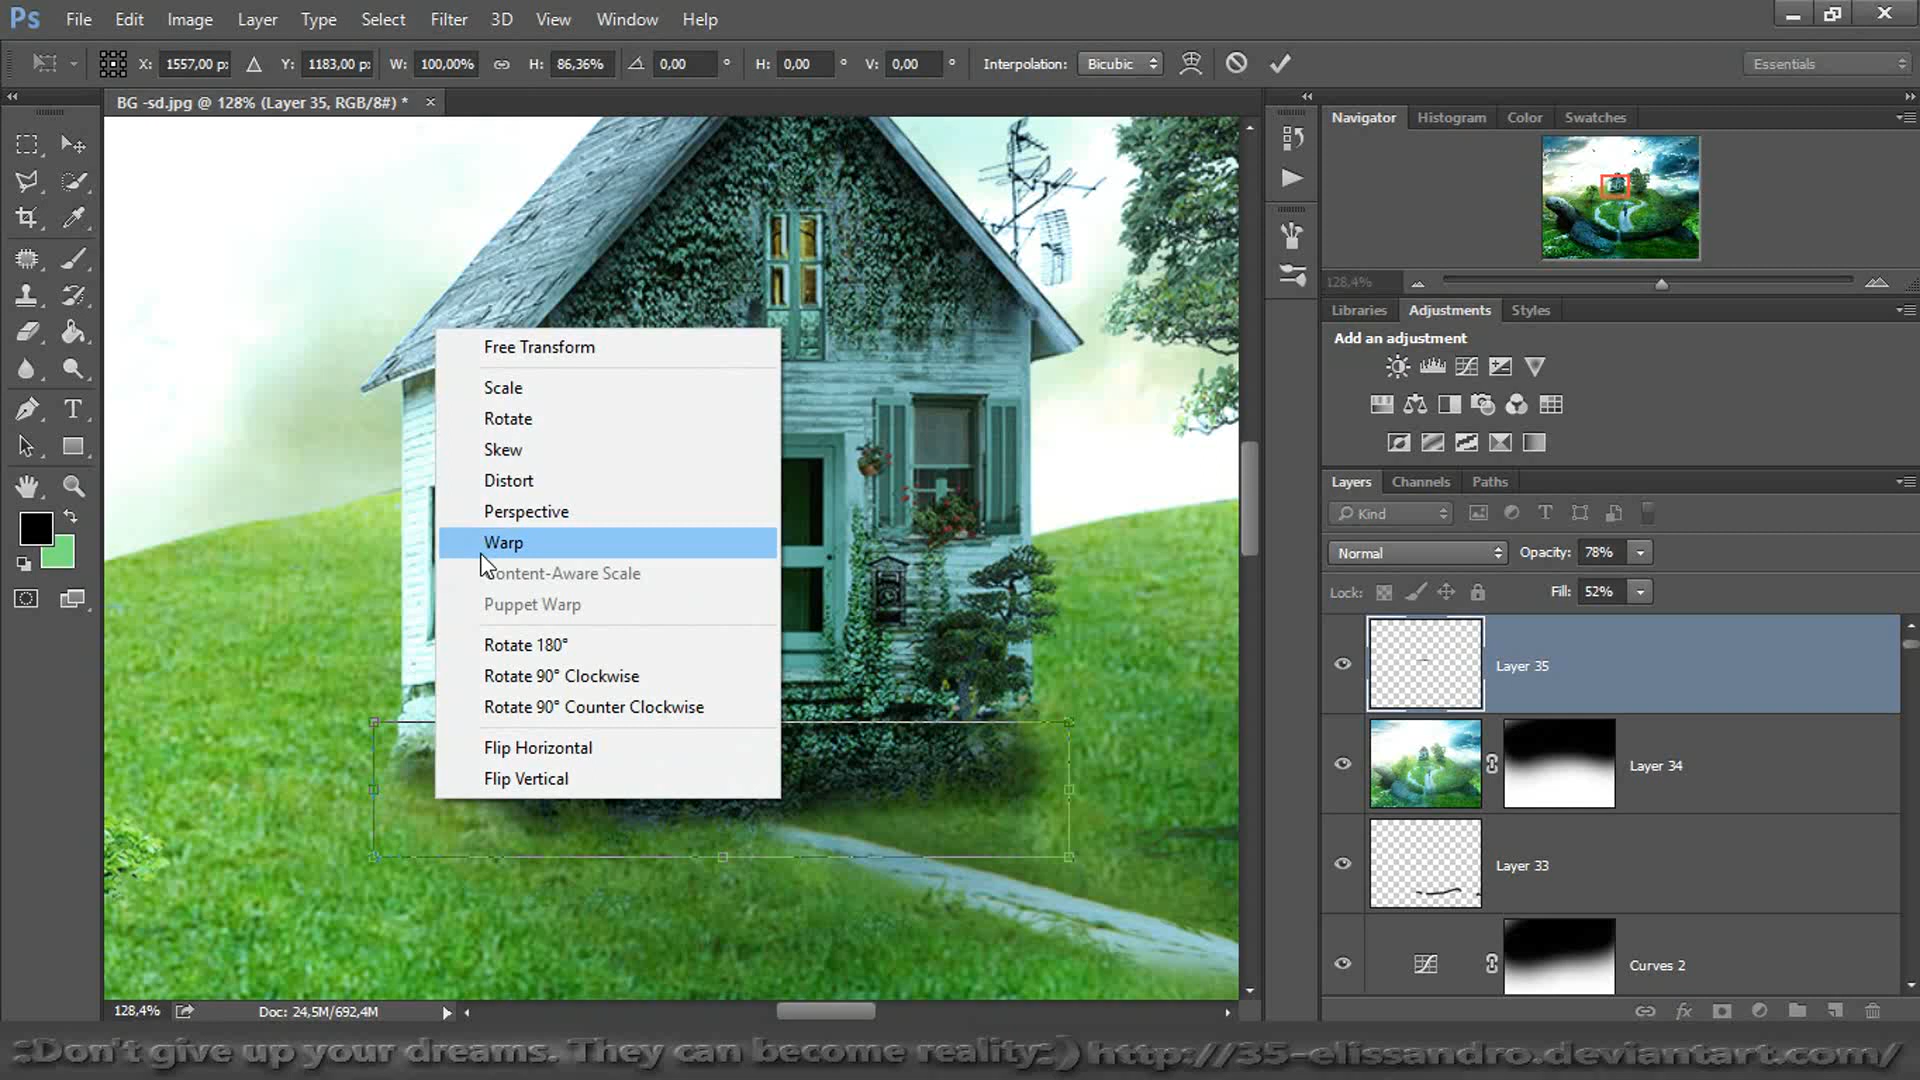 Ps File Edit Image Layer Type Select Filter 3D View Window Help
X: 1557,00 px Y: 1183,00 px W: 100,00% H: 86,36% 0,00 ° H: 0,00 ° V: 0,00 ° Interpolation: Bicubic Essentials
BG -sd.jpg @ 128% (Layer 35, RGB/8#) *
Navigator Histogram Color Swatches
128,4%
Libraries Adjustments Styles
Add an adjustment
Free Transform
Scale
Rotate
Skew
Distort
Perspective
Warp
Content-Aware Scale
Puppet Warp
Rotate 180°
Rotate 90° Clockwise
Rotate 90° Counter Clockwise
Flip Horizontal
Flip Vertical
Layers Channels Paths
Kind
Normal Opacity: 78%
Lock: Fill: 52%
Layer 35
Layer 34
Layer 33
Curves 2
128,4% Doc: 24,5M/692,4M
:Don't give up your dreams. They can become reality:) http://35-elissandro.deviantart.com/